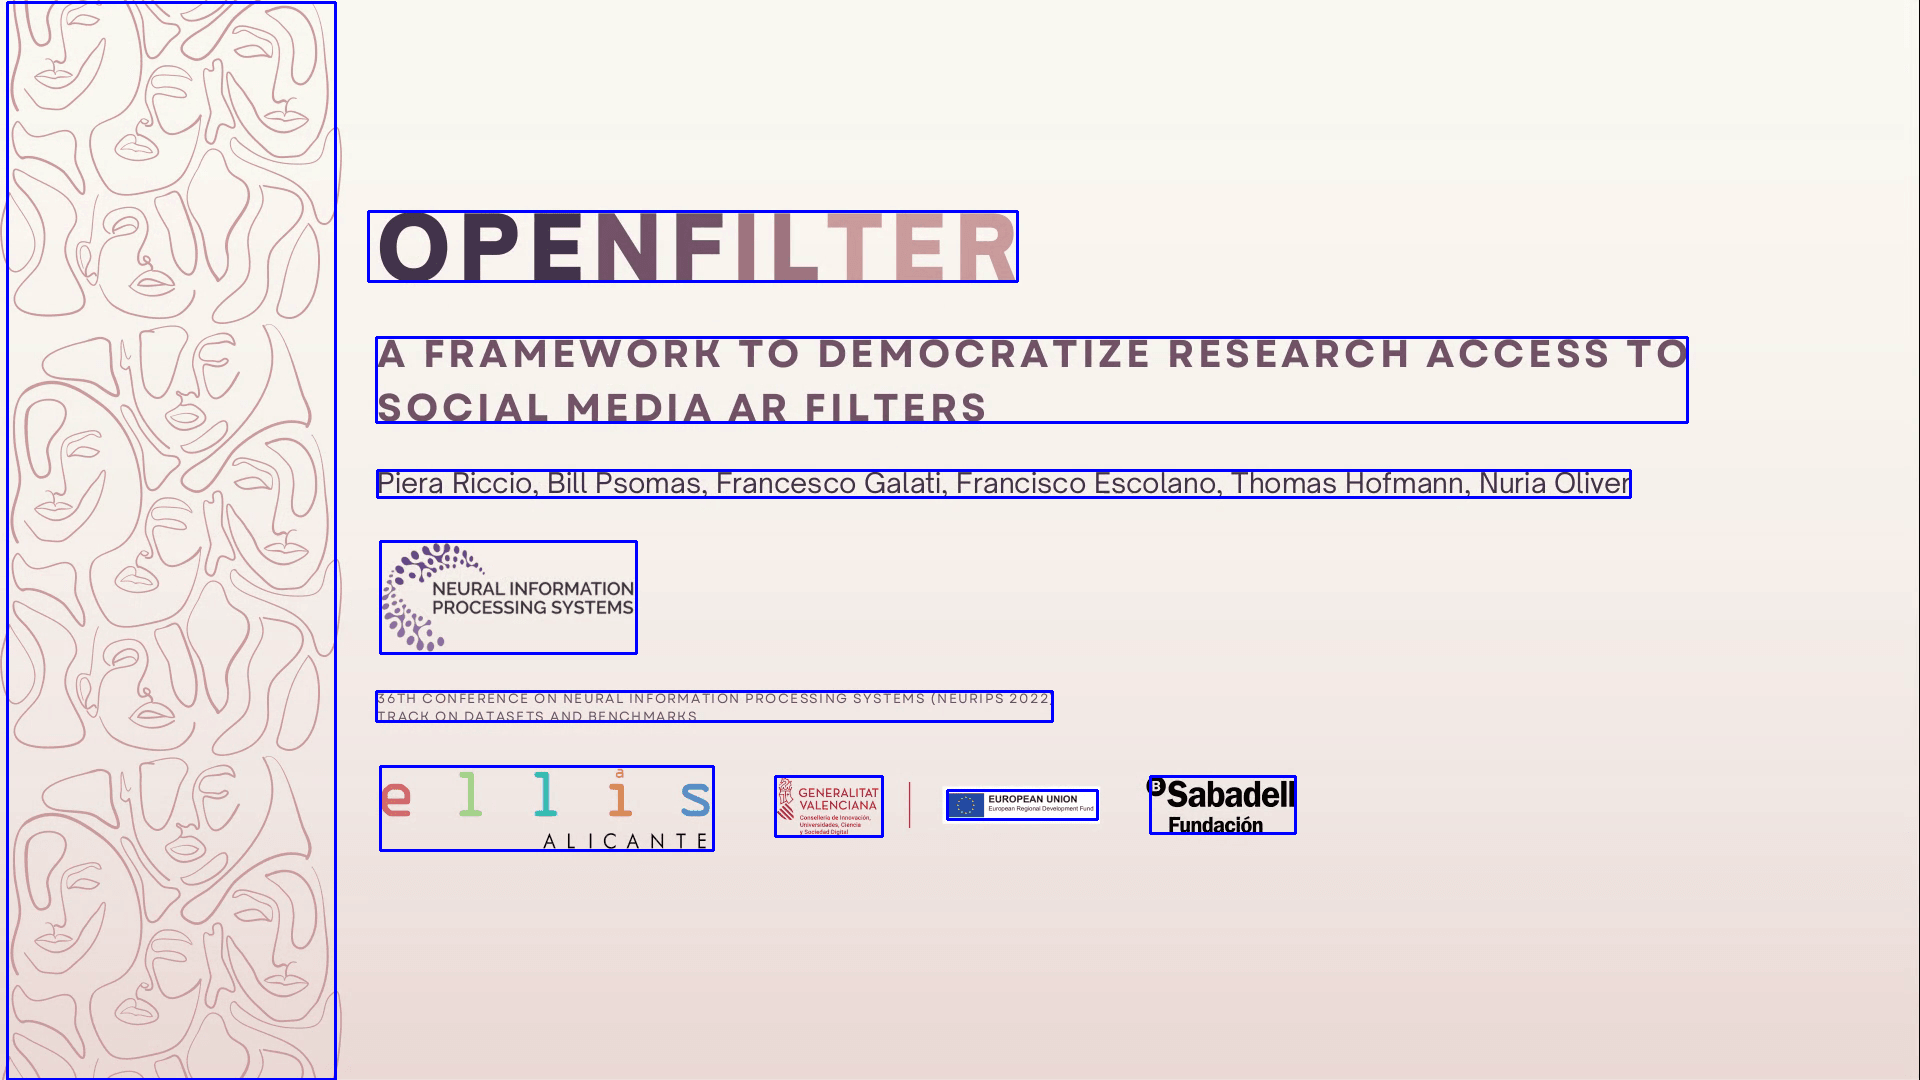 OPENFILTER
A FRAMEWORK TO DEMOCRATIZE RESEARCH ACCESS TO
SOCIAL MEDIA AR FILTERS
Piera Riccio, Bill Psomas, Francesco Galati, Francisco Escolano, Thomas Hofmann, Nuria Oliver
NEURAL INFORMATION
PROCESSING SYSTEMS
36TH CONFERENCE ON NEURAL INFORMATION PROCESSING SYSTEMS (NEURIPS 2022)
TRACK ON DATASETS AND BENCHMARKS
ellis
a
ALICANTE
GENERALITAT
VALENCIANA
Conselleria de Innovación,
Universidades, Ciencia
y Sociedad Digital
EUROPEAN UNION
European Regional Development Fund
B Sabadell
Fundación